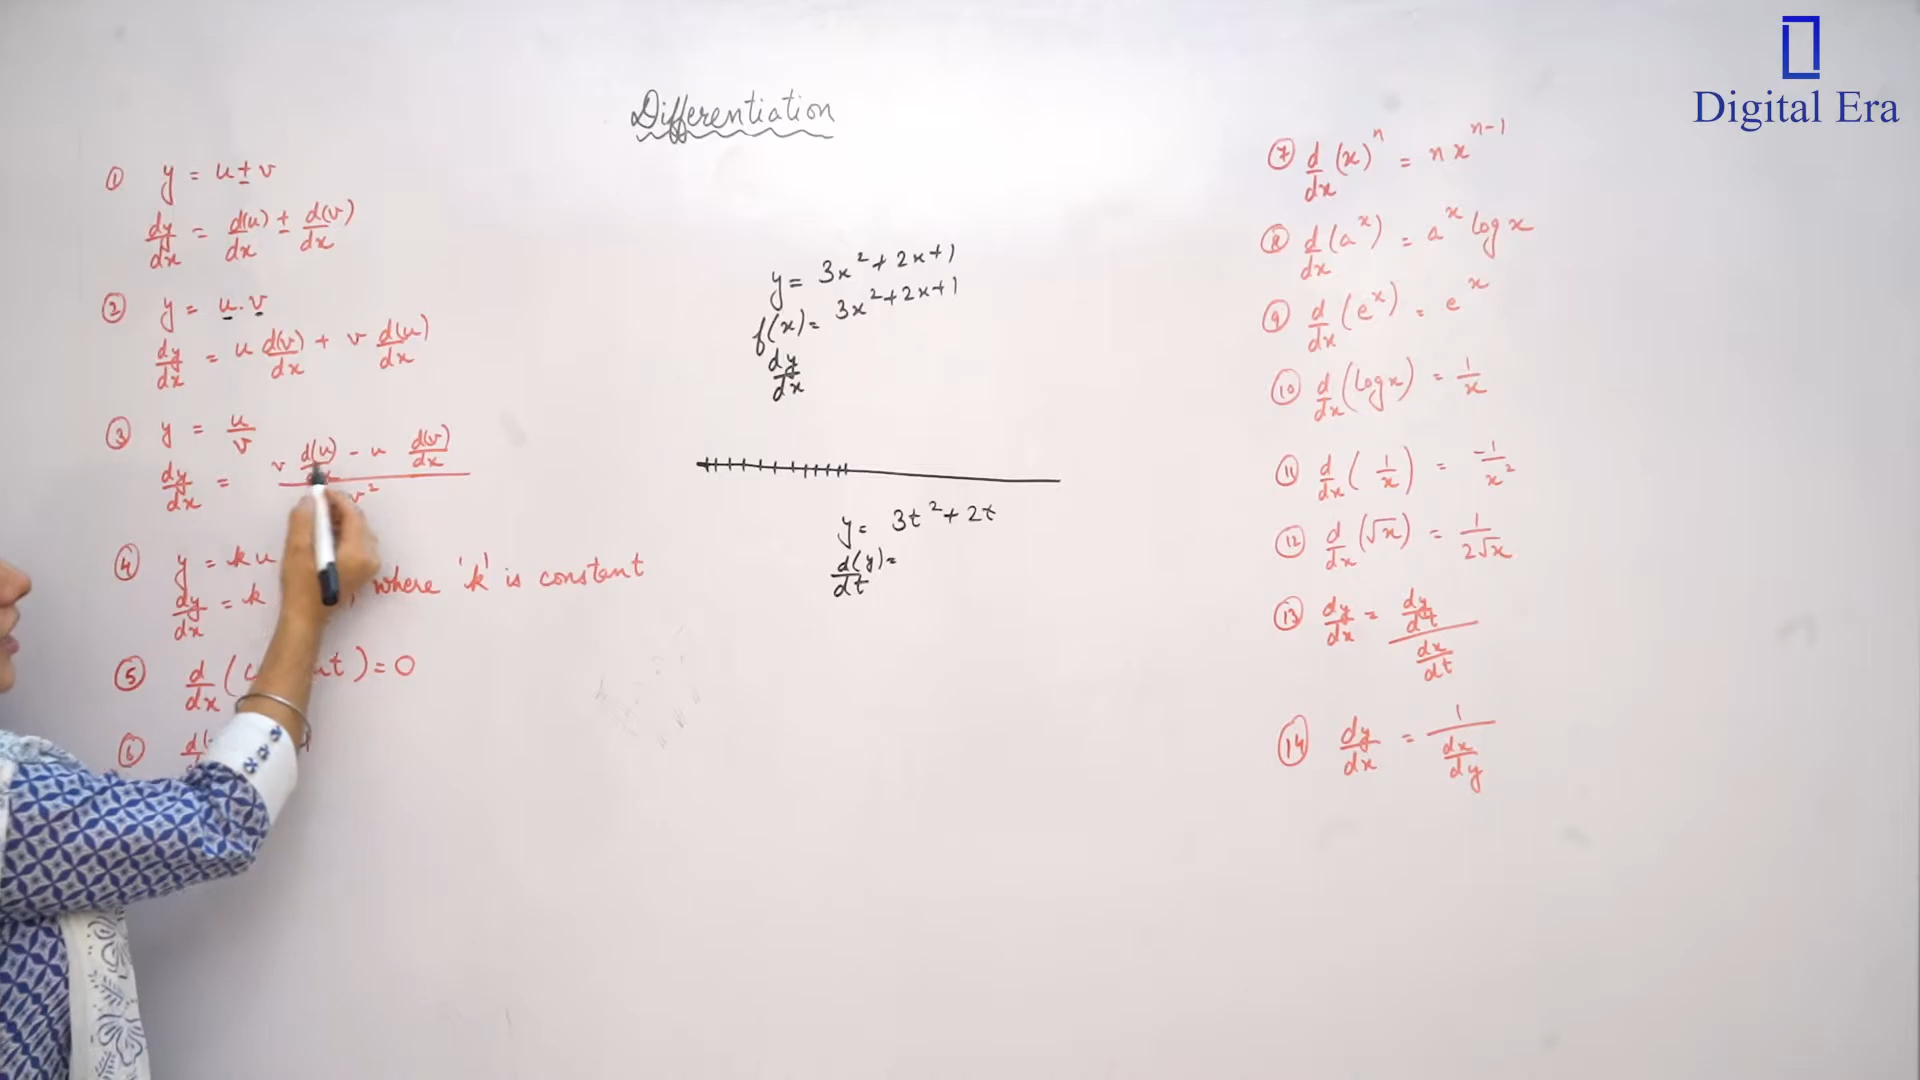 Digital Era
Differentiation
① y = u ± v
dy/dx = d(u)/dx ± d(v)/dx
② y = u . v
dy/dx = u d(v)/dx + v d(u)/dx
③ y = u/v
dy/dx = v d(u) - u d(v)/dx
v²
④ y = k u
dy/dx = k , where 'k' is constant
⑤ d/dx ( t ) = 0
⑥
y = 3x² + 2x + 1
f(x) = 3x² + 2x + 1
dy/dx
y = 3t² + 2t
d(y)/dt =
⑦ d/dx (x)ⁿ = n xⁿ⁻¹
⑧ d/dx (aˣ) = aˣ log x
⑨ d/dx (eˣ) = eˣ
⑩ d/dx (log x) = 1/x
⑪ d/dx (1/x) = -1/x²
⑫ d/dx (√x) = 1/2√x
⑬ dy/dx = dy/dt / dx/dt
⑭ dy/dx = 1 / dx/dy